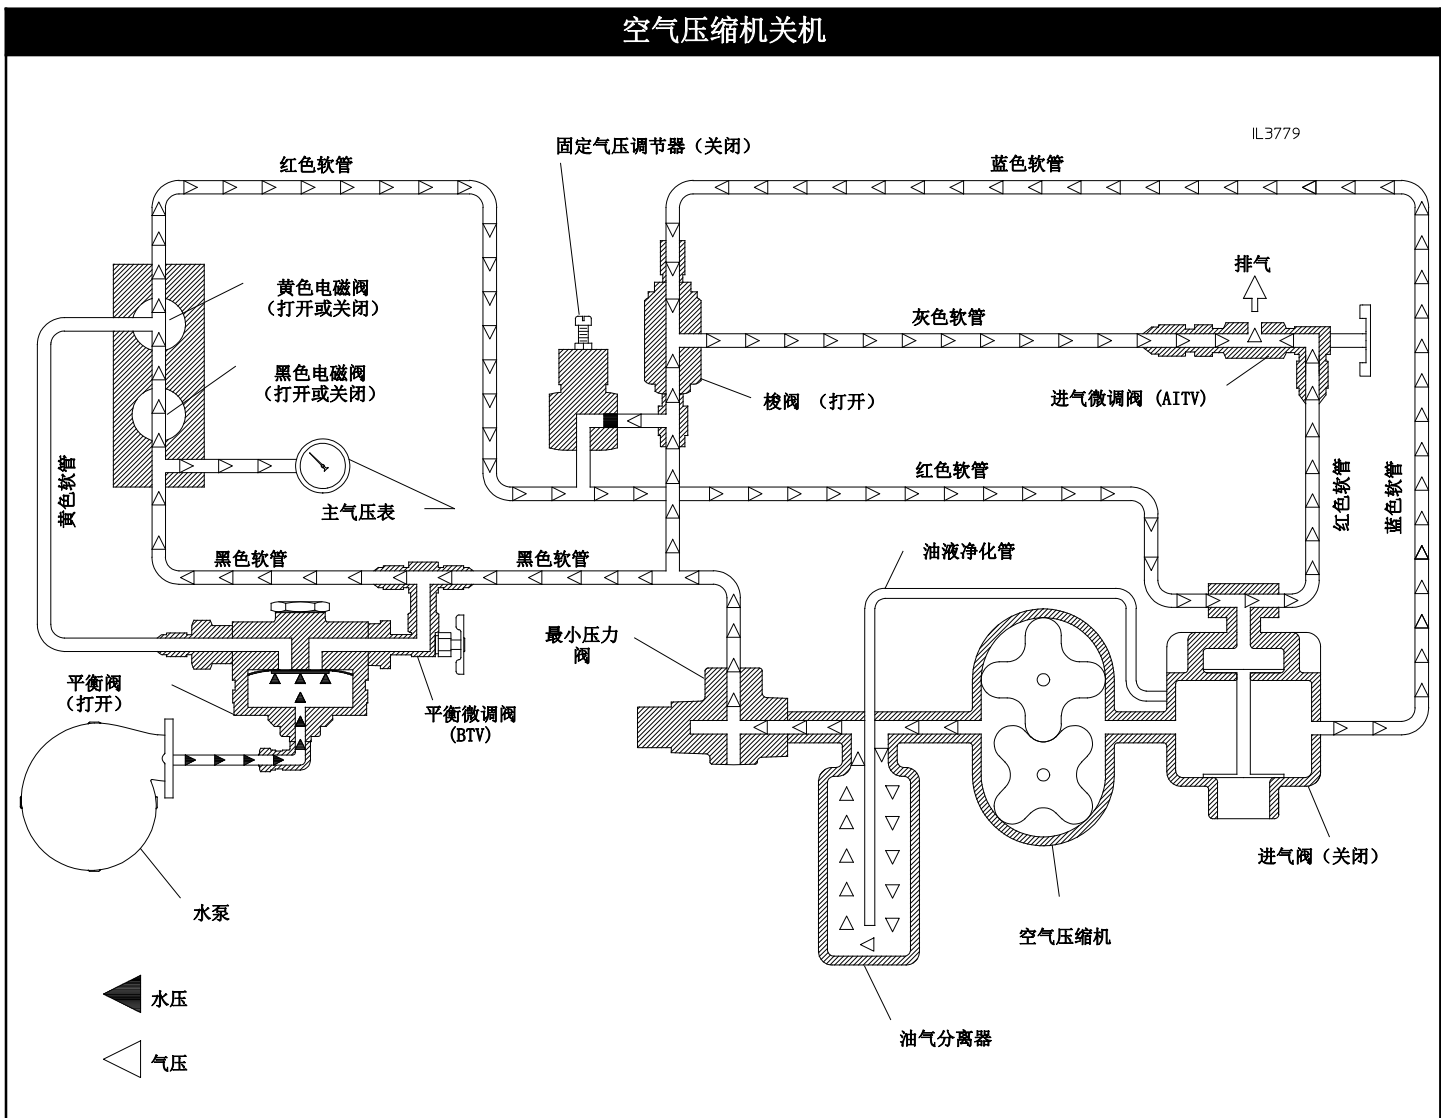 空气压缩机关机
IL3779
固定气压调节器（关闭）
红色软管
蓝色软管
排气
黄色电磁阀
（打开或关闭）
灰色软管
黑色电磁阀
（打开或关闭）
梭阀 （打开）
进气微调阀 (AITV)
黄色软管
红色软管
红色软管
蓝色软管
主气压表
黑色软管
黑色软管
油液净化管
最小压力
阀
平衡阀
（打开）
平衡微调阀
(BTV)
进气阀（关闭）
水泵
空气压缩机
水压
油气分离器
气压